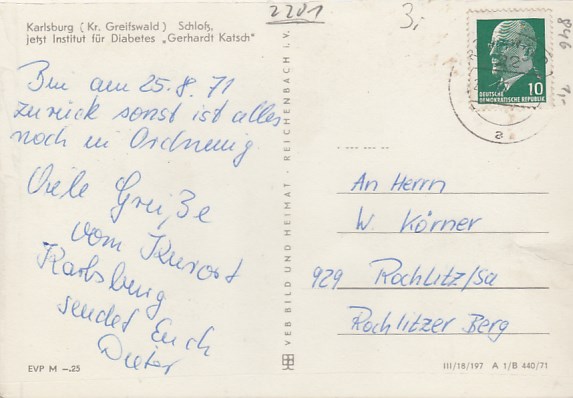 Karlsburg (Kr. Greifswald) Schloß,
jetzt Institut für Diabetes „Gerhardt Katsch"
2201
3,-
846 1,-
10
DEUTSCHE
DEMOKRATISCHE REPUBLIK
a
Bin am 25.8.71
zurück sonst ist alles
noch in Ordnung
Viele Grüße
vom Kurort
Karlsburg
sendet Euch
Dieter
VEB BILD UND HEIMAT · REICHENBACH I. V.
An Herrn
W. Körner
929 Rochlitz/Sa
Rochlitzer Berg
EVP M –.25
III/18/197 A 1/B 440/71